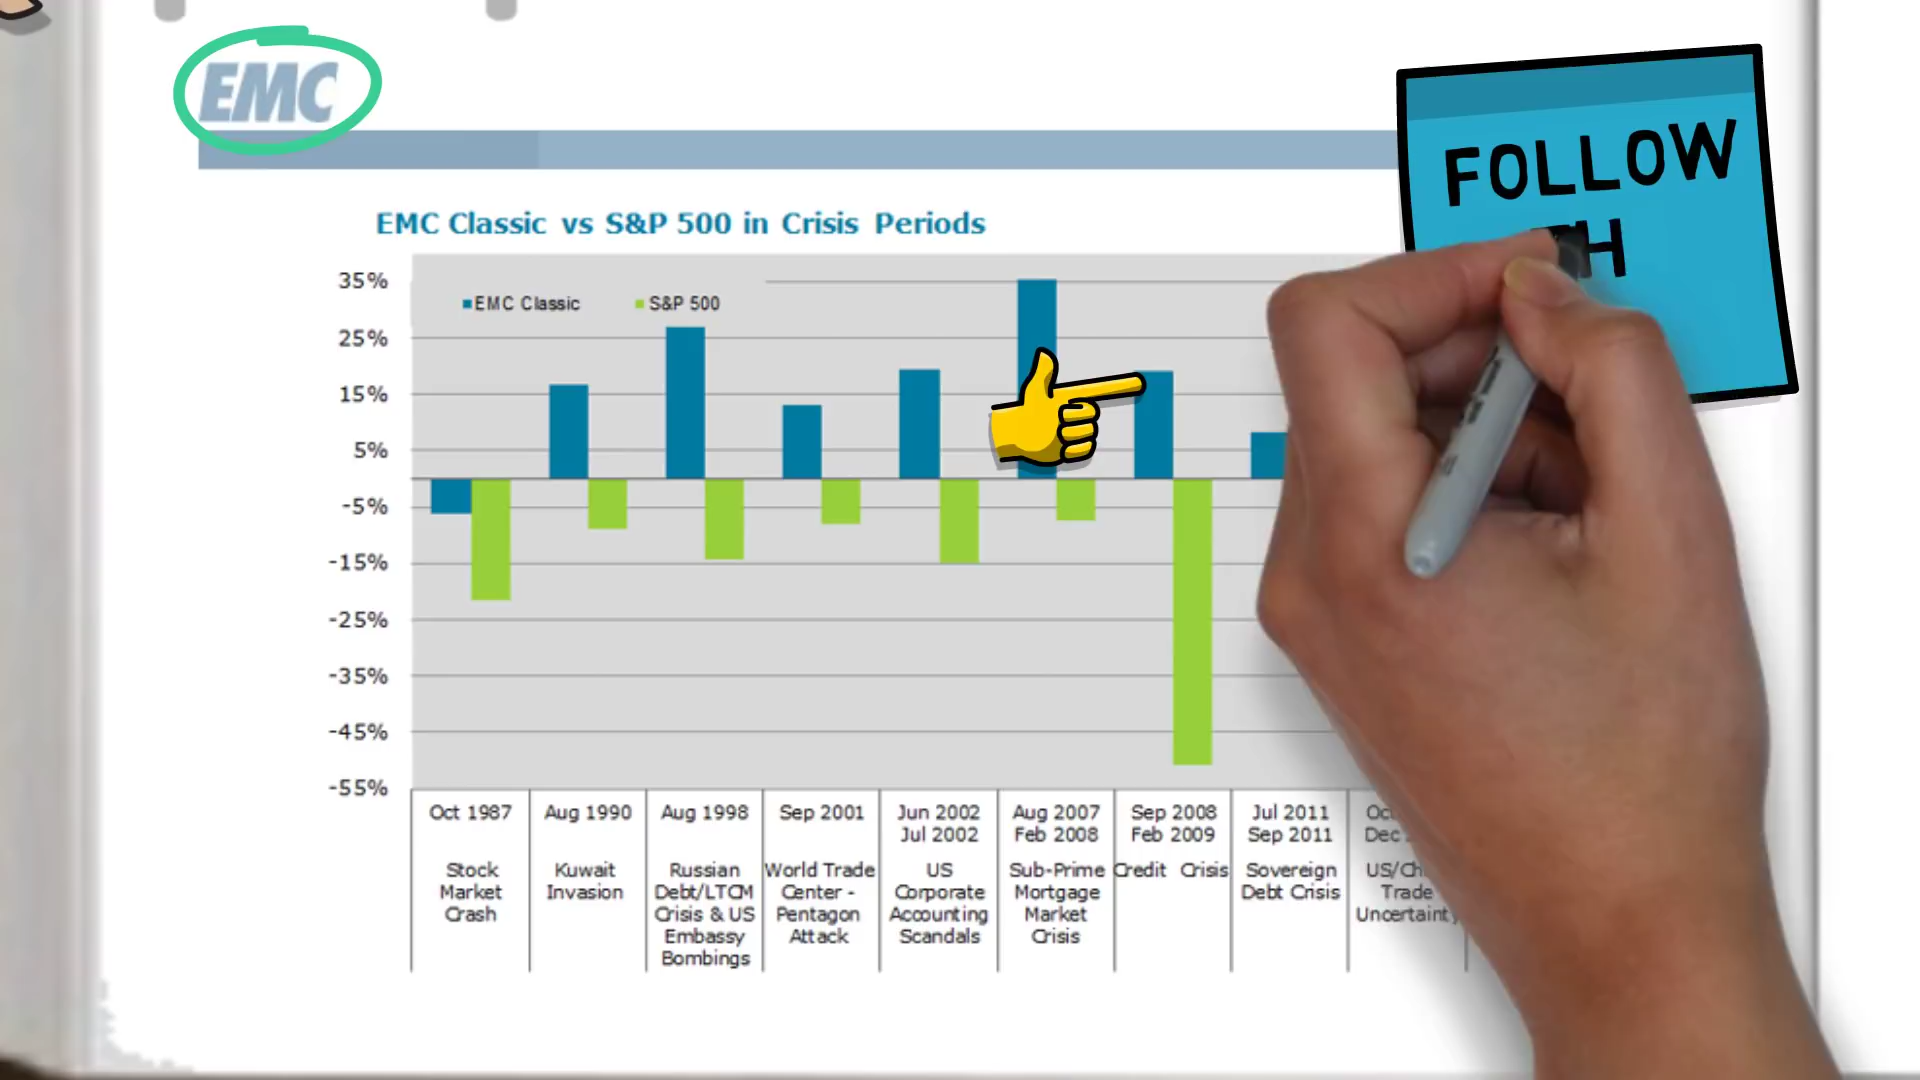 EMC
FOLLOW
EMC Classic vs S&P 500 in Crisis Periods
EMC Classic
S&P 500
35%
25%
15%
5%
-5%
-15%
-25%
-35%
-45%
-55%
Oct 1987
Stock
Market
Crash
Aug 1990
Kuwait
Invasion
Aug 1998
Russian
Debt/LTCM
Crisis & US
Embassy
Bombings
Sep 2001
World Trade
Center -
Pentagon
Attack
Jun 2002
Jul 2002
US
Corporate
Accounting
Scandals
Aug 2007
Feb 2008
Sub-Prime
Mortgage
Market
Crisis
Sep 2008
Feb 2009
Credit Crisis
Jul 2011
Sep 2011
Sovereign
Debt Crisis
Dec
Trade
Uncertainty